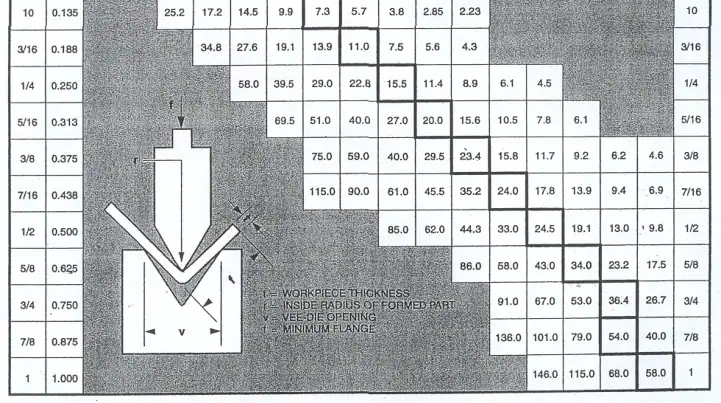 10 0.135 25.2 17.2 14.5 9.9 7.3 5.7 3.8 2.85 2.23 10
3/16 0.188 34.8 27.6 19.1 13.9 11.0 7.5 5.6 4.3 3/16
1/4 0.250 58.0 39.5 29.0 22.8 15.5 11.4 8.9 6.1 4.5 1/4
5/16 0.313 69.5 51.0 40.0 27.0 20.0 15.6 10.5 7.8 6.1 5/16
3/8 0.375 75.0 59.0 40.0 29.5 23.4 15.8 11.7 9.2 6.2 4.6 3/8
7/16 0.438 115.0 90.0 61.0 45.5 35.2 24.0 17.8 13.9 9.4 6.9 7/16
1/2 0.500 85.0 62.0 44.3 33.0 24.5 19.1 13.0 9.8 1/2
5/8 0.625 86.0 58.0 43.0 34.0 23.2 17.5 5/8
3/4 0.750 91.0 67.0 53.0 36.4 26.7 3/4
7/8 0.875 136.0 101.0 79.0 54.0 40.0 7/8
1 1.000 146.0 115.0 68.0 58.0 1
f
r
t
v
t = WORKPIECE THICKNESS
r = INSIDE RADIUS OF FORMED PART
v = VEE-DIE OPENING
f = MINIMUM FLANGE